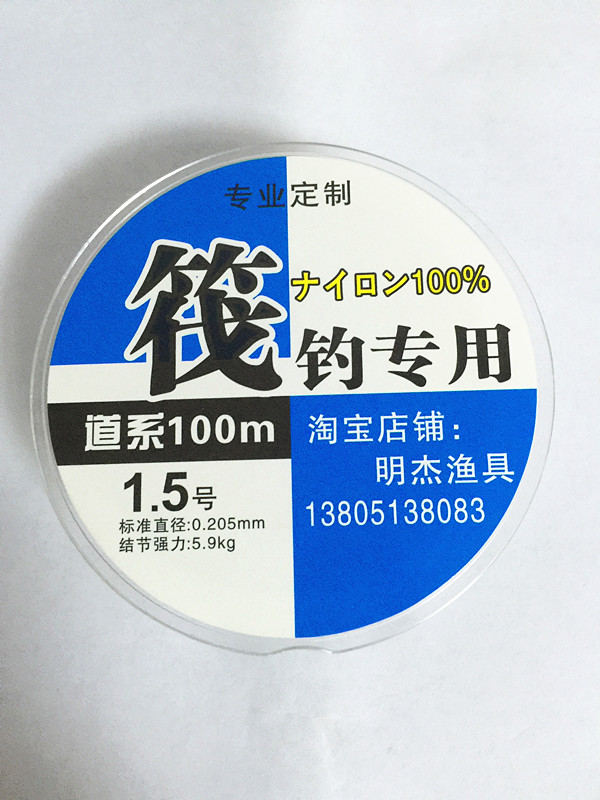 专业定制
ナイロン100%
筏钓专用
道系100m
1.5号
标准直径:0.205mm
结节强力:5.9kg
淘宝店铺:
明杰渔具
13805138083